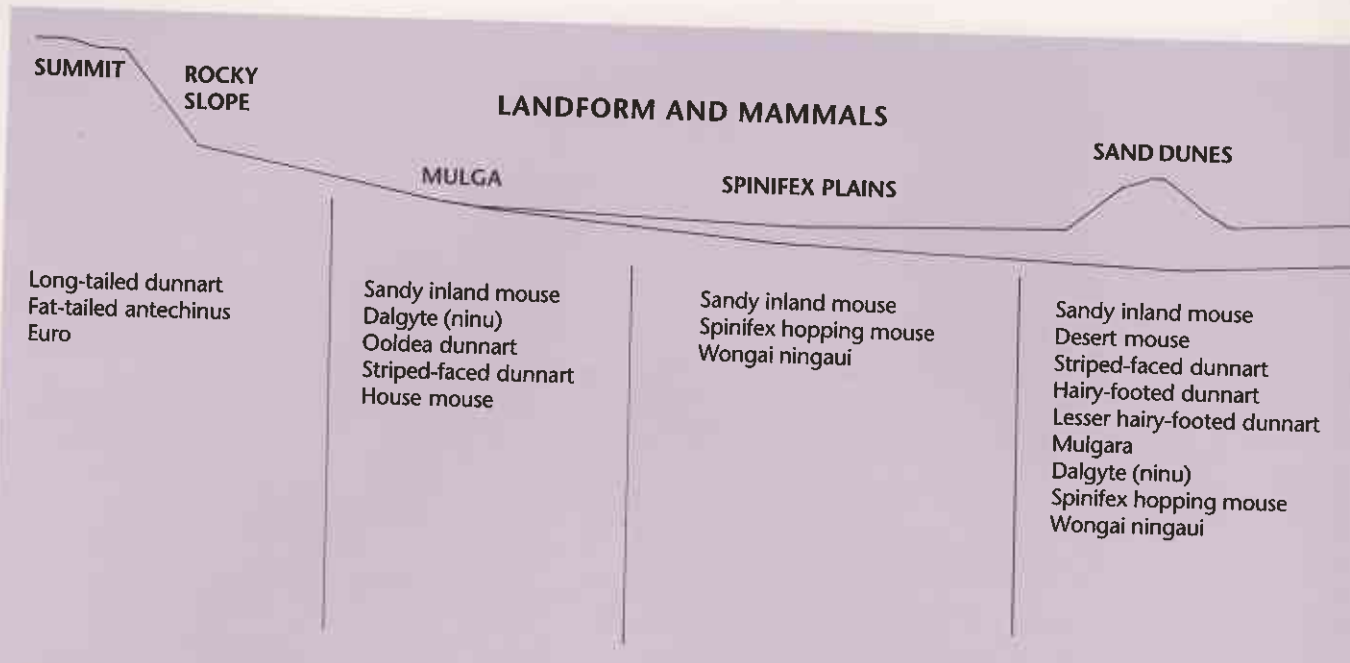 SUMMIT
ROCKY
SLOPE
LANDFORM AND MAMMALS
MULGA
SPINIFEX PLAINS
SAND DUNES
Long-tailed dunnart
Fat-tailed antechinus
Euro
Sandy inland mouse
Dalgyte (ninu)
Ooldea dunnart
Striped-faced dunnart
House mouse
Sandy inland mouse
Spinifex hopping mouse
Wongai ningaui
Sandy inland mouse
Desert mouse
Striped-faced dunnart
Hairy-footed dunnart
Lesser hairy-footed dunnart
Mulgara
Dalgyte (ninu)
Spinifex hopping mouse
Wongai ningaui